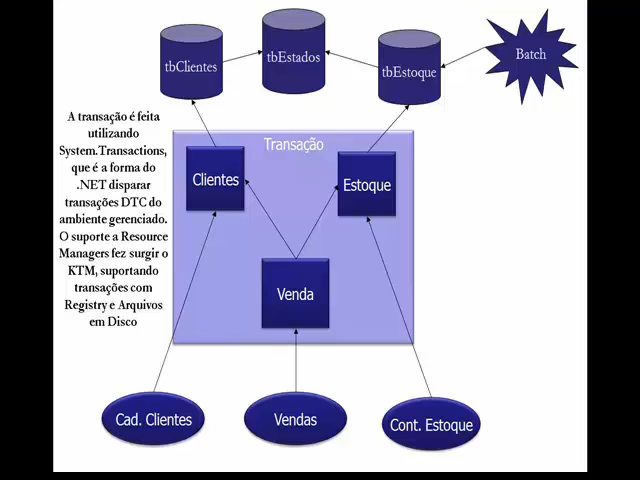 tbClientes
tbEstados
tbEstoque
Batch
A transação é feita
utilizando
System.Transactions,
que é a forma do
.NET disparar
transações DTC do
ambiente gerenciado.
O suporte a Resource
Managers fez surgir o
KTM, suportando
transações com
Registry e Arquivos
em Disco
Transação
Clientes
Estoque
Venda
Cad. Clientes
Vendas
Cont. Estoque